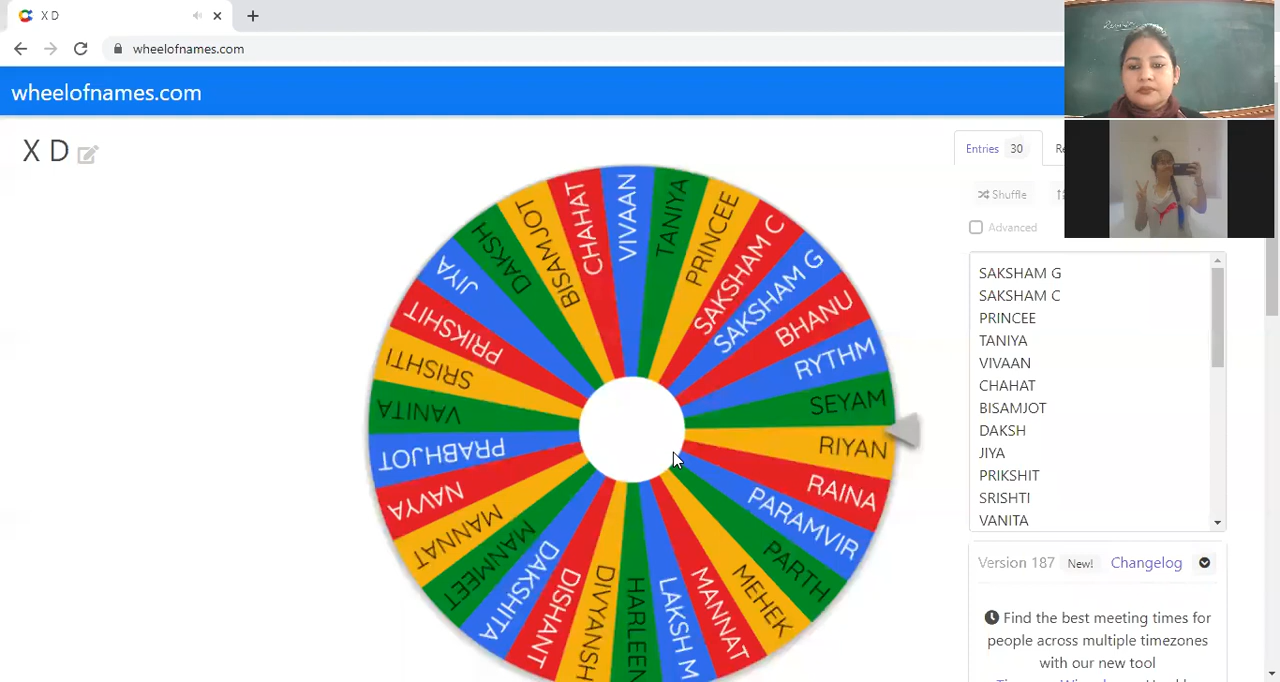 X D
wheelofnames.com
wheelofnames.com
X D
Entries 30
Re
Shuffle
Advanced
SAKSHAM G
SAKSHAM C
PRINCEE
TANIYA
VIVAAN
CHAHAT
BISAMJOT
DAKSH
JIYA
PRIKSHIT
SRISHTI
VANITA
VIVAAN
TANIYA
PRINCEE
SAKSHAM C
SAKSHAM G
BHANU
RYTHM
SEYAM
RIYAN
RAINA
PARAMVIR
PARTH
MEHEK
MANNAT
LAKSH M
HARLEEN
DIVYANSH
DISHANT
DAKSHITA
MANMEET
MANNAT
NAVYA
PRABHJOT
VANITA
SRISHTI
PRIKSHIT
JIYA
DAKSH
BISAMJOT
CHAHAT
Version 187 New! Changelog
Find the best meeting times for
people across multiple timezones
with our new tool